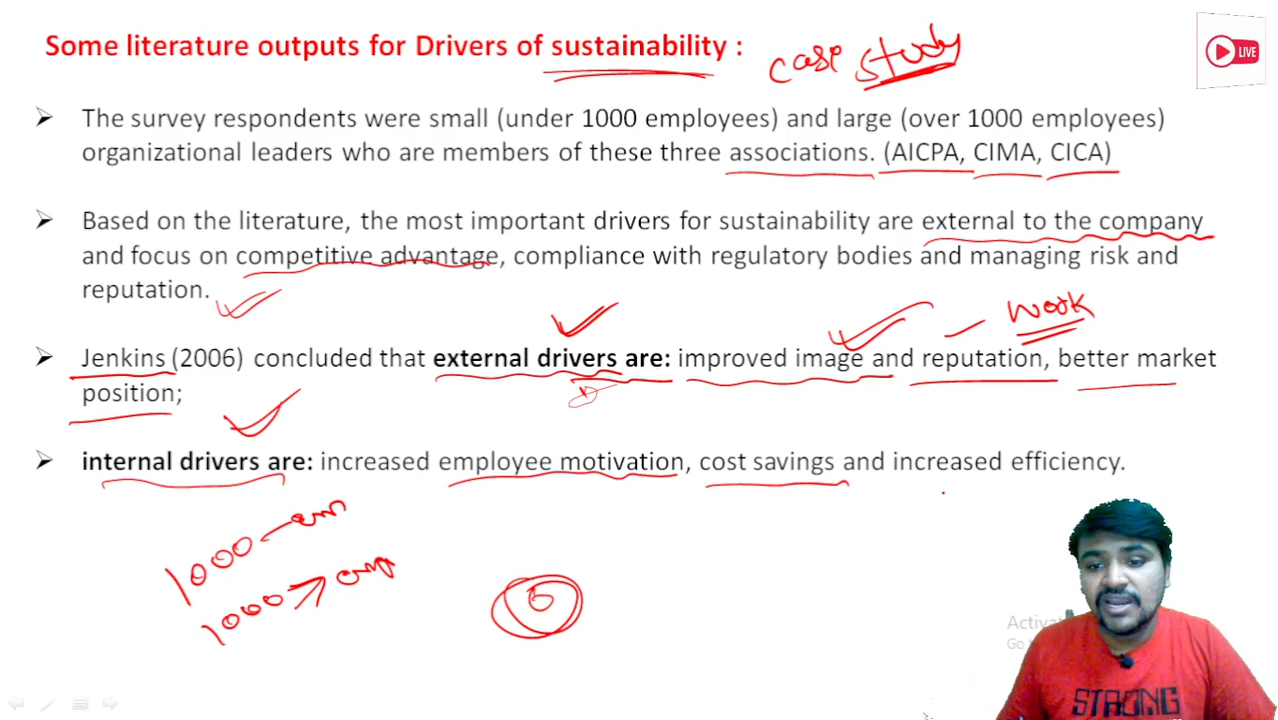 Some literature outputs for Drivers of sustainability :
case study
LIVE
➢ The survey respondents were small (under 1000 employees) and large (over 1000 employees)
organizational leaders who are members of these three associations. (AICPA, CIMA, CICA)
➢ Based on the literature, the most important drivers for sustainability are external to the company
and focus on competitive advantage, compliance with regulatory bodies and managing risk and
reputation.
work
➢ Jenkins (2006) concluded that external drivers are: improved image and reputation, better market
position;
➢ internal drivers are: increased employee motivation, cost savings and increased efficiency.
1000
1000
STRONG